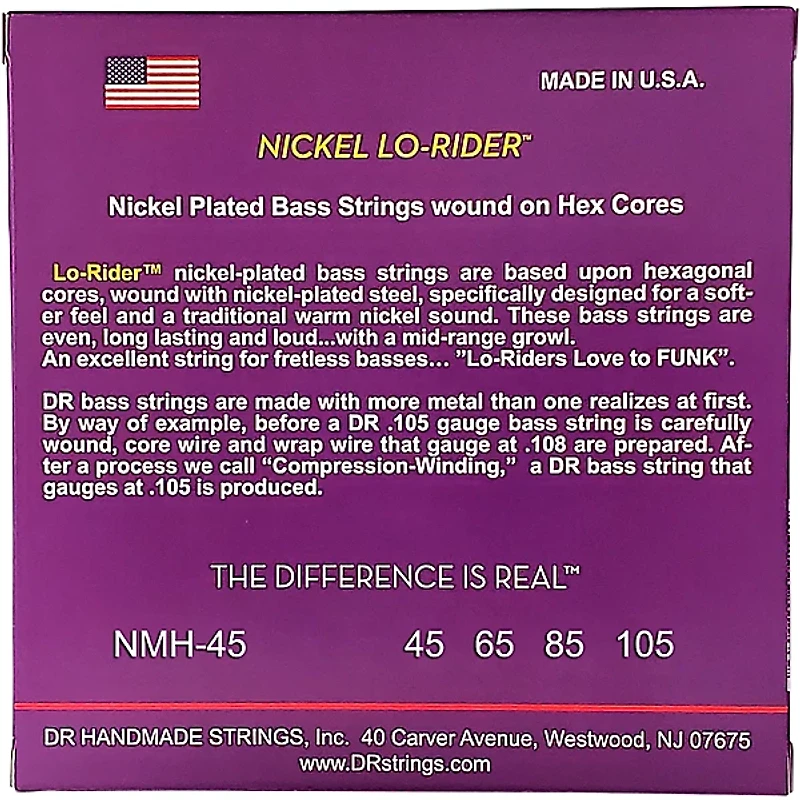 MADE IN U.S.A.
NICKEL LO-RIDER™
Nickel Plated Bass Strings wound on Hex Cores
Lo-Rider™ nickel-plated bass strings are based upon hexagonal
cores, wound with nickel-plated steel, specifically designed for a soft-
er feel and a traditional warm nickel sound. These bass strings are
even, long lasting and loud...with a mid-range growl.
An excellent string for fretless basses... ”Lo-Riders Love to FUNK”.
DR bass strings are made with more metal than one realizes at first.
By way of example, before a DR .105 gauge bass string is carefully
wound, core wire and wrap wire that gauge at .108 are prepared. Af-
ter a process we call “Compression-Winding,” a DR bass string that
gauges at .105 is produced.
THE DIFFERENCE IS REAL™
NMH-45 45 65 85 105
DR HANDMADE STRINGS, Inc. 40 Carver Avenue, Westwood, NJ 07675
www.DRstrings.com